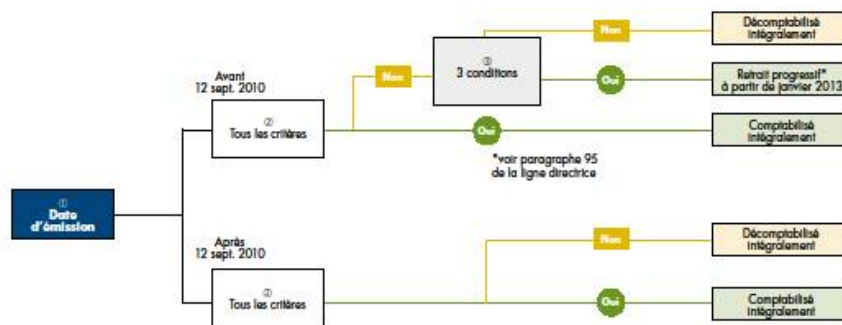 Non
Décomptabilisé
intégralement
③
3 conditions
Avant
12 sept. 2010
Non
Oui
Retrait progressif*
à partir de janvier 2013
②
Tous les critères
Oui
Comptabilisé
intégralement
*voir paragraphe 95
de la ligne directrice
①
Date
d'émission
Après
12 sept. 2010
Non
Décomptabilisé
intégralement
②
Tous les critères
Oui
Comptabilisé
intégralement